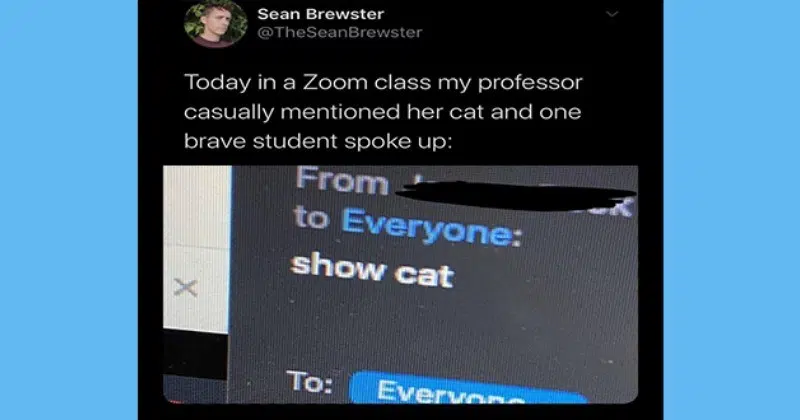 Sean Brewster
@TheSeanBrewster
Today in a Zoom class my professor
casually mentioned her cat and one
brave student spoke up:
From
to Everyone:
show cat
To: Everyone